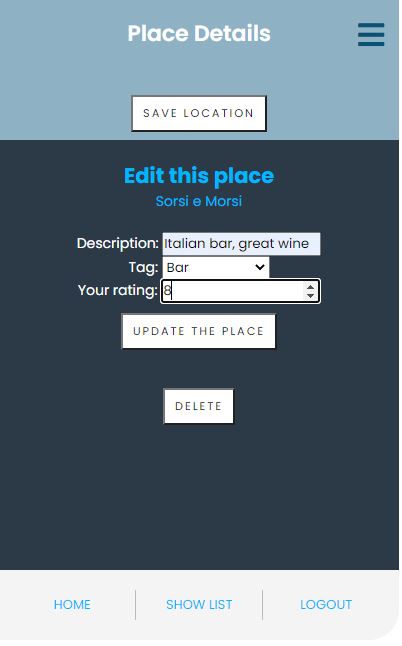 Place Details
SAVE LOCATION
Edit this place
Sorsi e Morsi
Description: Italian bar, great wine
Tag: Bar
Your rating: 8
UPDATE THE PLACE
DELETE
HOME SHOW LIST LOGOUT